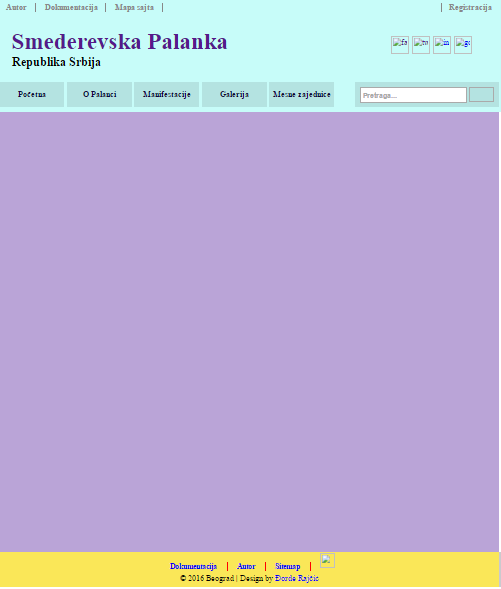 Autor | Dokumentacija | Mapa sajta |
| Registracija
Smederevska Palanka
Republika Srbija
fa to in go
Početna O Palanci Manifestacije Galerija Mesne zajednice
Pretraga...
Dokumentacija | Autor | Sitemap |
© 2016 Beograd | Design by Đorđe Rajčić